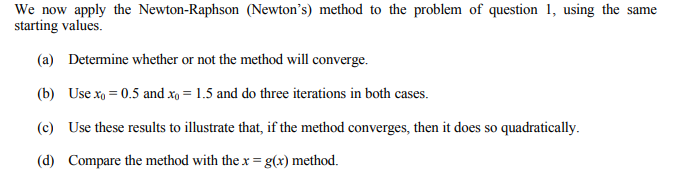 We now apply the Newton-Raphson (Newton's) method to the problem of question 1, using the same
starting values.
(a) Determine whether or not the method will converge.
(b) Use x₀ = 0.5 and x₀ = 1.5 and do three iterations in both cases.
(c) Use these results to illustrate that, if the method converges, then it does so quadratically.
(d) Compare the method with the x = g(x) method.